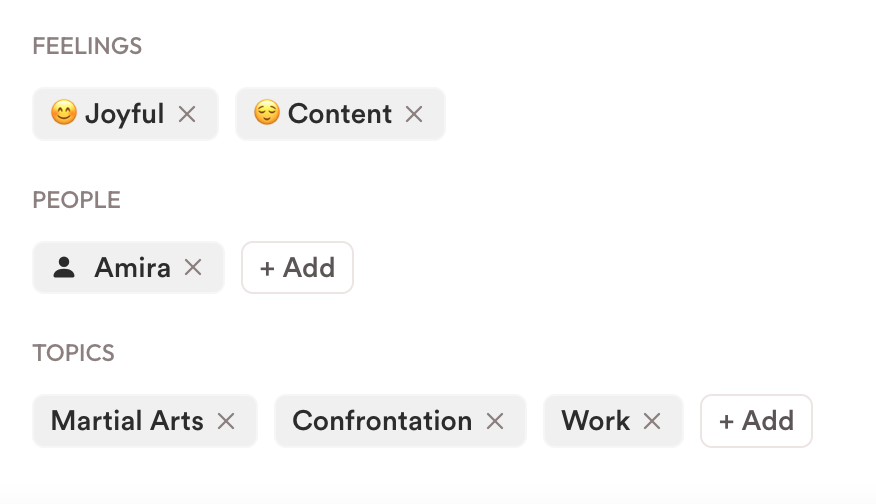 FEELINGS
😊 Joyful × 😌 Content ×
PEOPLE
Amira × + Add
TOPICS
Martial Arts × Confrontation × Work × + Add